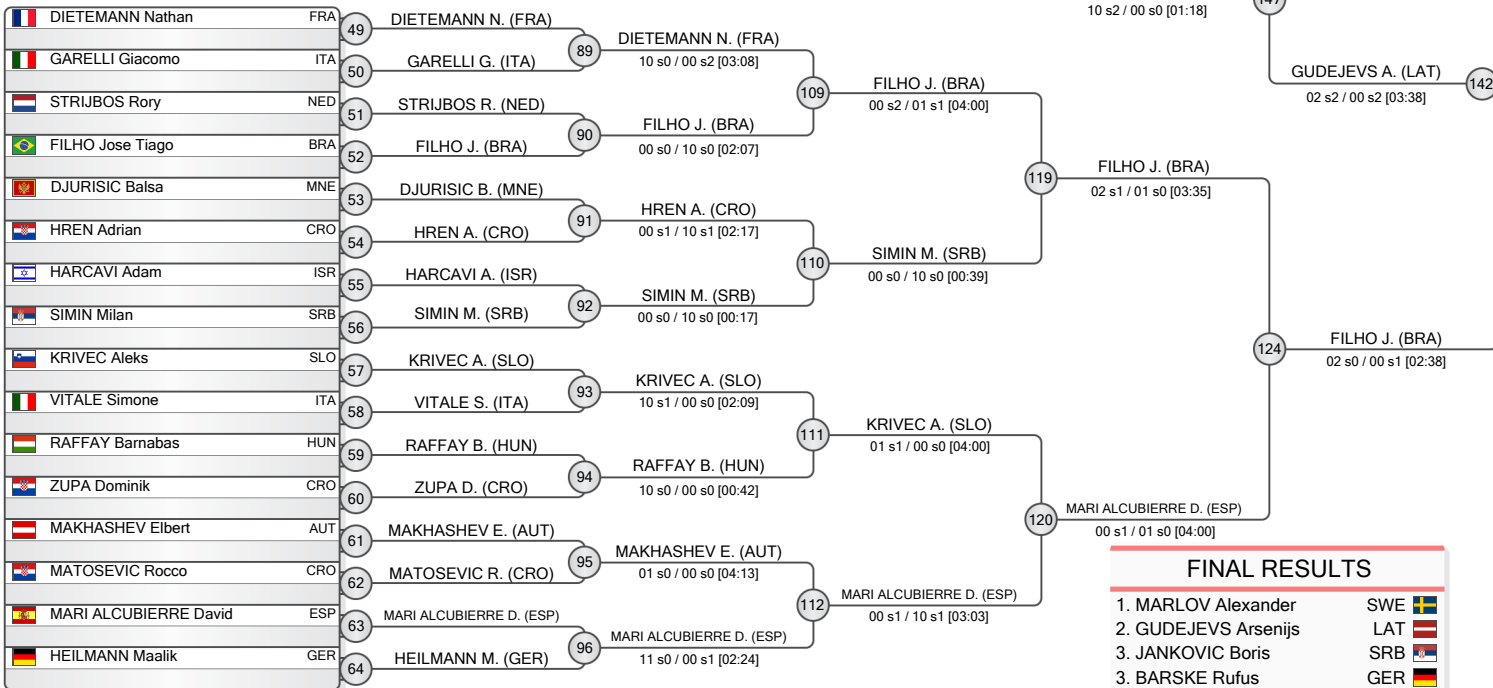 10 s2 / 00 s0 [01:18]
GUDEJEVS A. (LAT)
142
02 s2 / 00 s2 [03:38]
DIETEMANN Nathan FRA
49
DIETEMANN N. (FRA)
89
DIETEMANN N. (FRA)
10 s0 / 00 s2 [03:08]
GARELLI Giacomo ITA
50
GARELLI G. (ITA)
109
FILHO J. (BRA)
00 s2 / 01 s1 [04:00]
STRIJBOS Rory NED
51
STRIJBOS R. (NED)
90
FILHO J. (BRA)
00 s0 / 10 s0 [02:07]
FILHO Jose Tiago BRA
52
FILHO J. (BRA)
119
FILHO J. (BRA)
02 s1 / 01 s0 [03:35]
DJURISIC Balsa MNE
53
DJURISIC B. (MNE)
91
HREN A. (CRO)
00 s1 / 10 s1 [02:17]
HREN Adrian CRO
54
HREN A. (CRO)
110
SIMIN M. (SRB)
00 s0 / 10 s0 [00:39]
HARCAVI Adam ISR
55
HARCAVI A. (ISR)
92
SIMIN M. (SRB)
00 s0 / 10 s0 [00:17]
SIMIN Milan SRB
56
SIMIN M. (SRB)
124
FILHO J. (BRA)
02 s0 / 00 s1 [02:38]
KRIVEC Aleks SLO
57
KRIVEC A. (SLO)
93
KRIVEC A. (SLO)
10 s1 / 00 s0 [02:09]
VITALE Simone ITA
58
VITALE S. (ITA)
111
KRIVEC A. (SLO)
01 s1 / 00 s0 [04:00]
RAFFAY Barnabas HUN
59
RAFFAY B. (HUN)
94
RAFFAY B. (HUN)
10 s0 / 00 s0 [00:42]
ZUPA Dominik CRO
60
ZUPA D. (CRO)
120
MARI ALCUBIERRE D. (ESP)
00 s1 / 01 s0 [04:00]
MAKHASHEV Elbert AUT
61
MAKHASHEV E. (AUT)
95
MAKHASHEV E. (AUT)
01 s0 / 00 s0 [04:13]
MATOSEVIC Rocco CRO
62
MATOSEVIC R. (CRO)
112
MARI ALCUBIERRE D. (ESP)
00 s1 / 10 s1 [03:03]
MARI ALCUBIERRE David ESP
63
MARI ALCUBIERRE D. (ESP)
96
MARI ALCUBIERRE D. (ESP)
11 s0 / 00 s1 [02:24]
HEILMANN Maalik GER
64
HEILMANN M. (GER)
FINAL RESULTS
1. MARLOV Alexander SWE
2. GUDEJEVS Arsenijs LAT
3. JANKOVIC Boris SRB
3. BARSKE Rufus GER